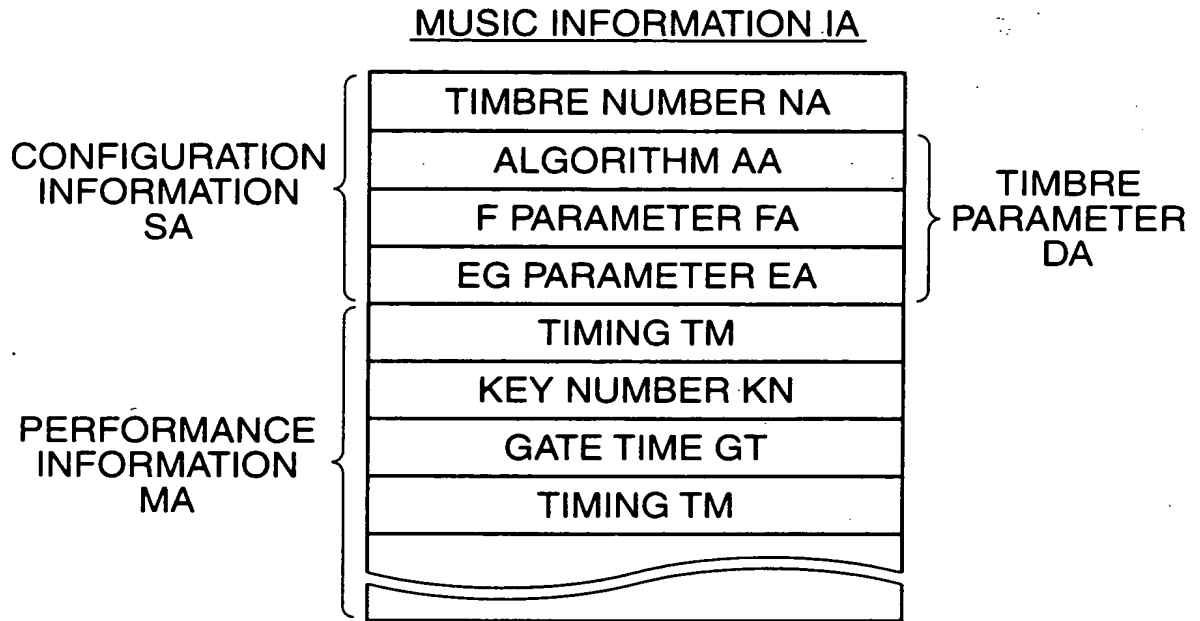 MUSIC INFORMATION IA
TIMBRE NUMBER NA
ALGORITHM AA
F PARAMETER FA
EG PARAMETER EA
TIMING TM
KEY NUMBER KN
GATE TIME GT
TIMING TM
CONFIGURATION
INFORMATION
SA
PERFORMANCE
INFORMATION
MA
TIMBRE
PARAMETER
DA